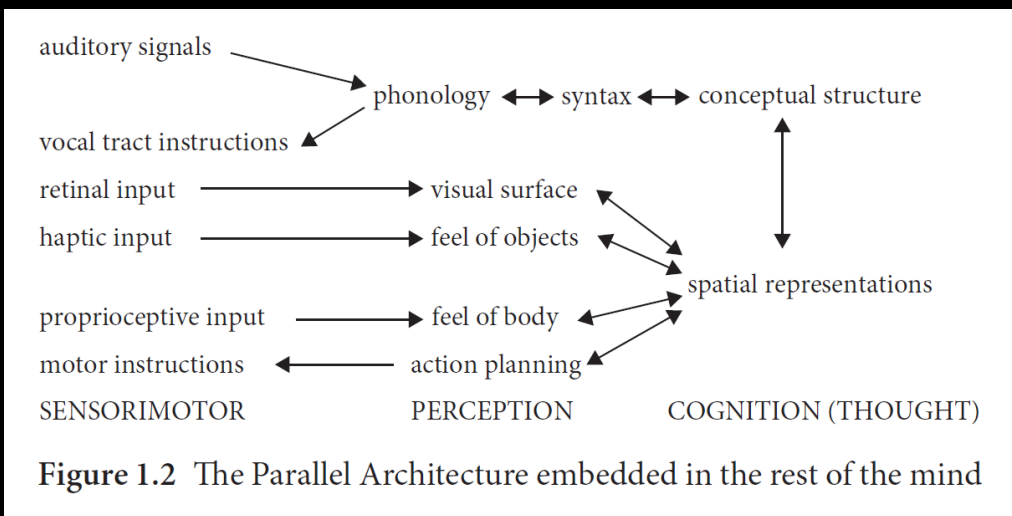 auditory signals
phonology syntax conceptual structure
vocal tract instructions
retinal input visual surface
haptic input feel of objects
spatial representations
proprioceptive input feel of body
motor instructions action planning
SENSORIMOTOR PERCEPTION COGNITION (THOUGHT)
Figure 1.2 The Parallel Architecture embedded in the rest of the mind